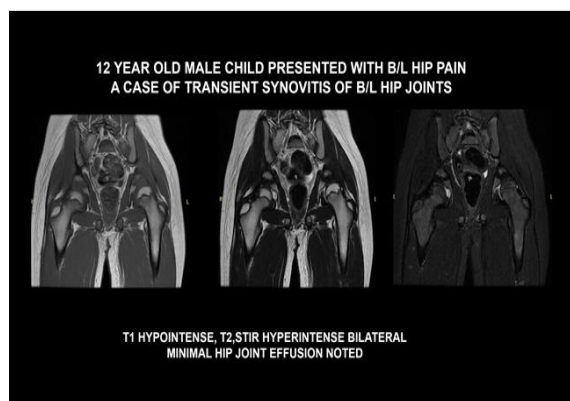 12 YEAR OLD MALE CHILD PRESENTED WITH B/L HIP PAIN
A CASE OF TRANSIENT SYNOVITIS OF B/L HIP JOINTS
T1 HYPOINTENSE, T2,STIR HYPERINTENSE BILATERAL
MINIMAL HIP JOINT EFFUSION NOTED